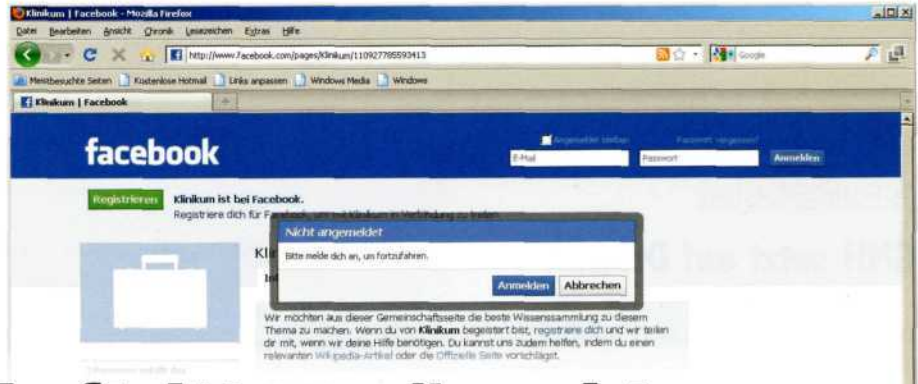 Klinikum | Facebook - Mozilla Firefox
Datei Bearbeiten Ansicht Chronik Lesezeichen Extras Hilfe
http://www.facebook.com/pages/Klinikum/110927785593413
Google
Meistbesuchte Seiten Kostenlose Hotmail Links anpassen Windows Media Windows
Klinikum | Facebook
facebook
Angemeldet bleiben Passwort vergessen?
E-Mail Passwort Anmelden
Registrieren Klinikum ist bei Facebook.
Registriere dich für Facebook, um mit Klinikum in Verbindung zu treten.
Nicht angemeldet
Bitte melde dich an, um fortzufahren.
Anmelden Abbrechen
Wir möchten aus dieser Gemeinschaftsseite die beste Wissenssammlung zu diesem
Thema zu machen. Wenn du von Klinikum begeistert bist, registriere dich und wir teilen
dir mit, wenn wir deine Hilfe benötigen. Du kannst uns zudem helfen, indem du einen
relevanten Wikipedia-Artikel oder die Offizielle Seite vorschlägst.